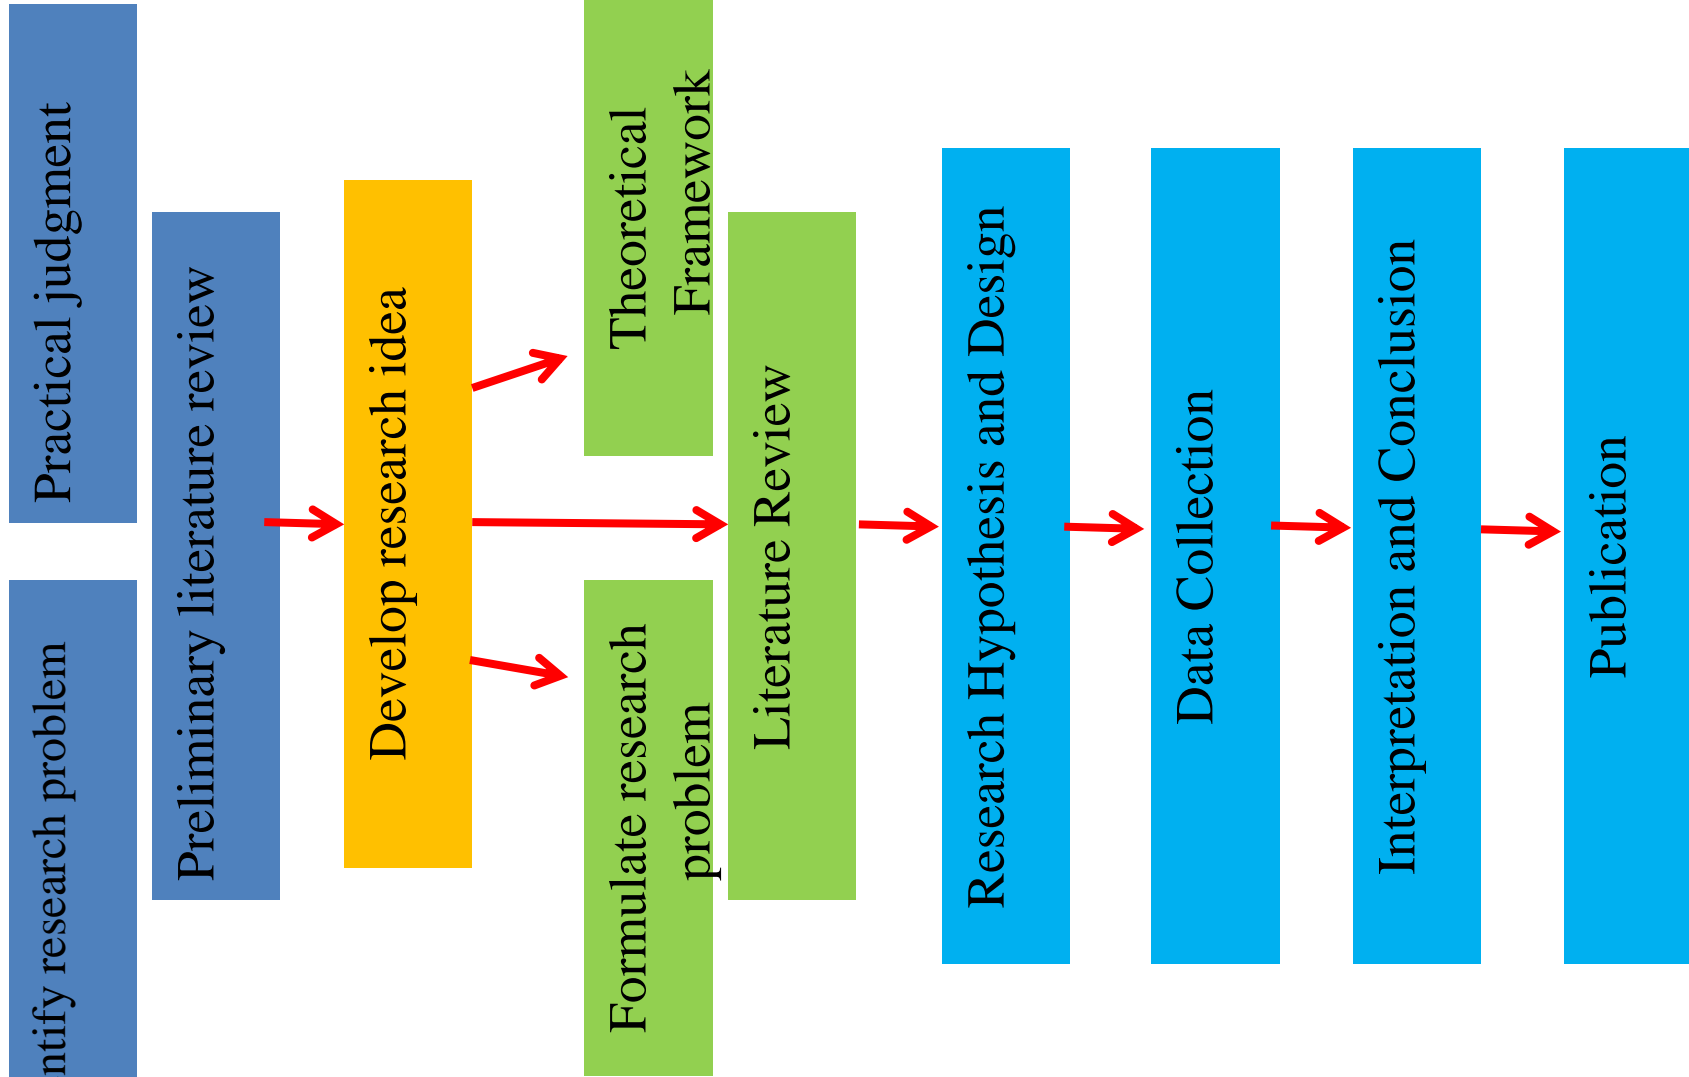 Practical judgment
ntify research problem
Preliminary literature review
Develop research idea
Theoretical
Framework
Formulate research
problem
Literature Review
Research Hypothesis and Design
Data Collection
Interpretation and Conclusion
Publication